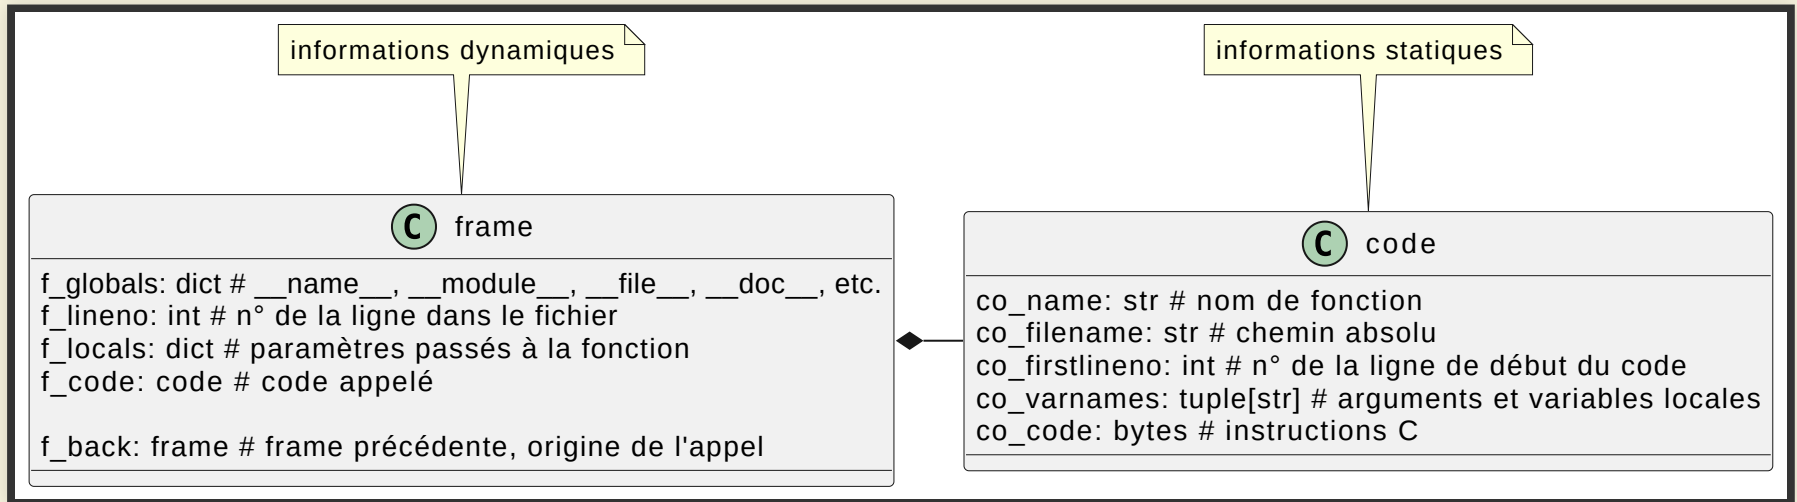 informations dynamiques
informations statiques
C frame
f_globals: dict # __name__, __module__, __file__, __doc__, etc.
f_lineno: int # n° de la ligne dans le fichier
f_locals: dict # paramètres passés à la fonction
f_code: code # code appelé
f_back: frame # frame précédente, origine de l'appel
C code
co_name: str # nom de fonction
co_filename: str # chemin absolu
co_firstlineno: int # n° de la ligne de début du code
co_varnames: tuple[str] # arguments et variables locales
co_code: bytes # instructions C